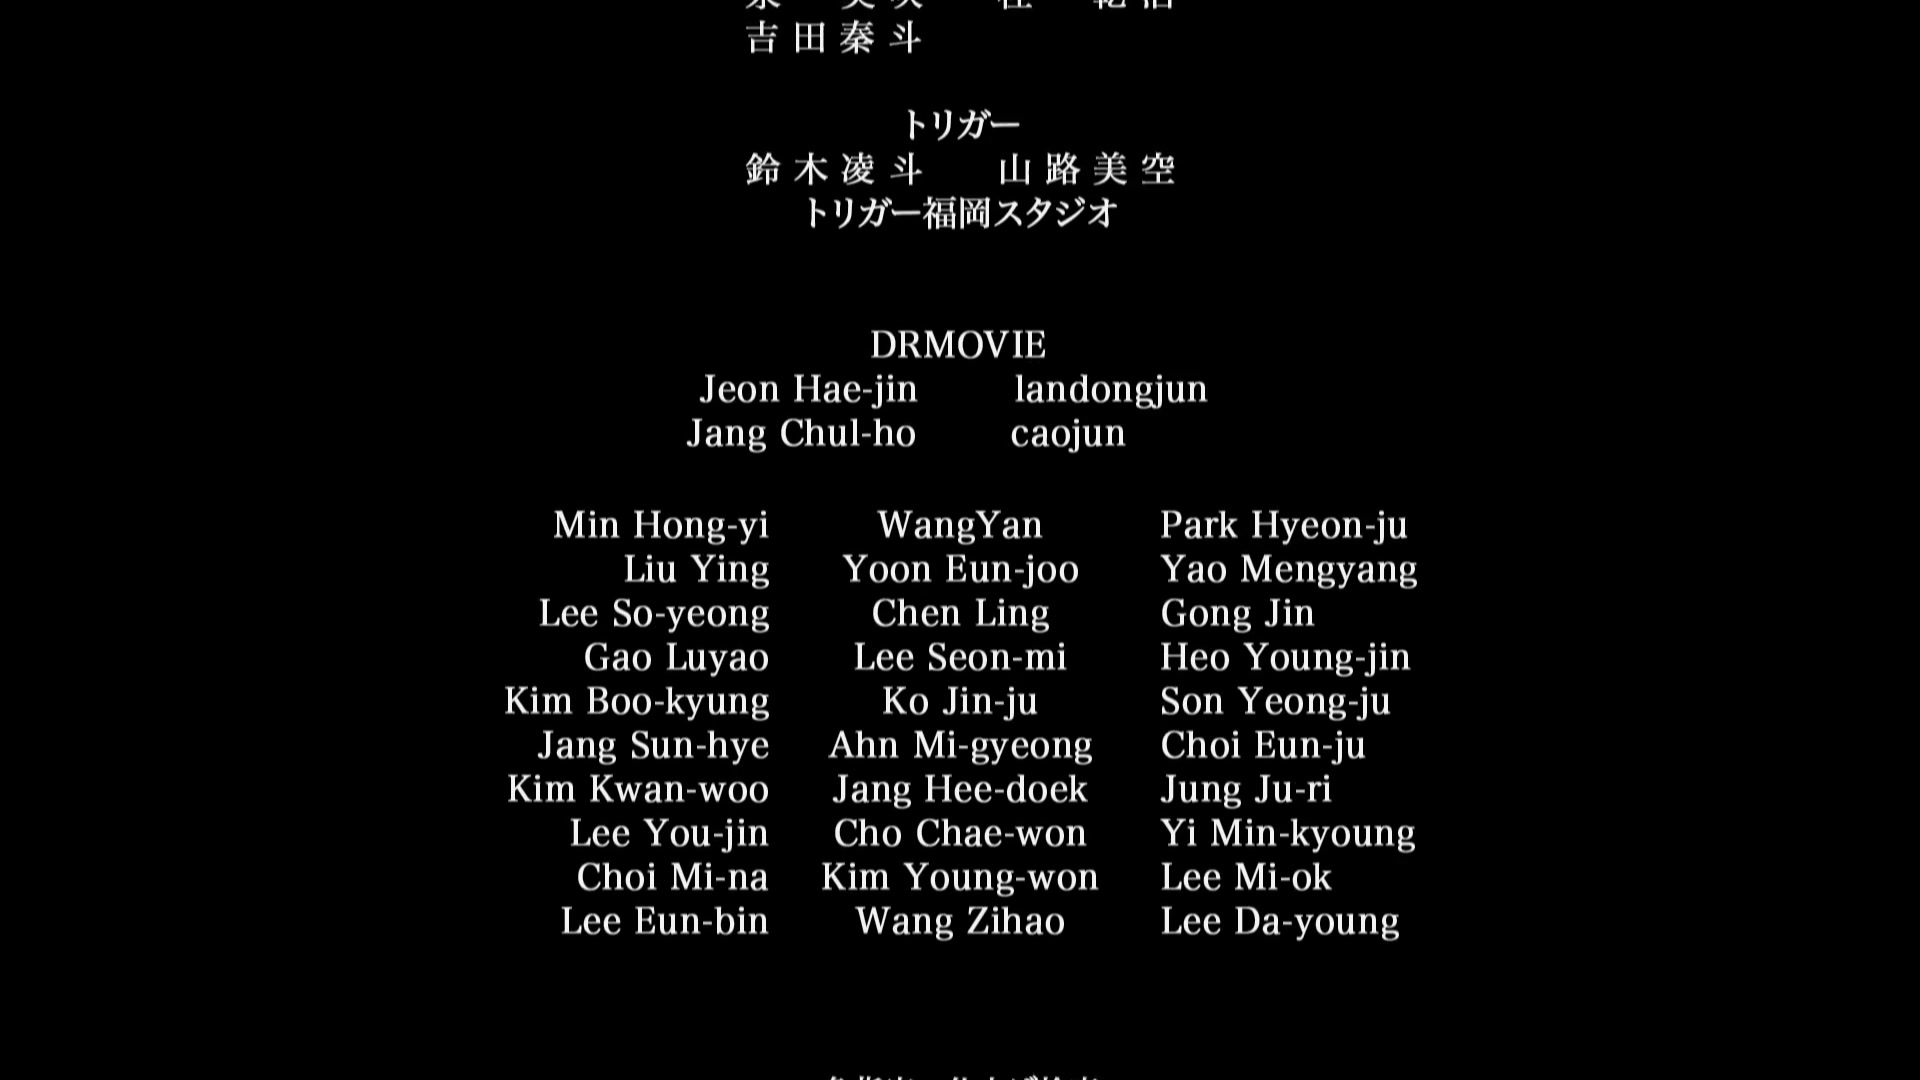 吉田秦斗
トリガー
鈴木凌斗 山路美空
トリガー福岡スタジオ
DRMOVIE
Jeon Hae-jin landongjun
Jang Chul-ho caojun
Min Hong-yi WangYan Park Hyeon-ju
Liu Ying Yoon Eun-joo Yao Mengyang
Lee So-yeong Chen Ling Gong Jin
Gao Luyao Lee Seon-mi Heo Young-jin
Kim Boo-kyung Ko Jin-ju Son Yeong-ju
Jang Sun-hye Ahn Mi-gyeong Choi Eun-ju
Kim Kwan-woo Jang Hee-doek Jung Ju-ri
Lee You-jin Cho Chae-won Yi Min-kyoung
Choi Mi-na Kim Young-won Lee Mi-ok
Lee Eun-bin Wang Zihao Lee Da-young